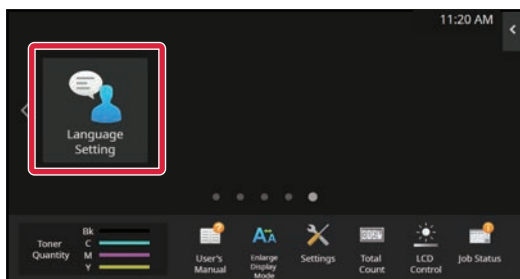 11:20 AM
Language
Setting
Toner
Quantity
Bk
C
M
Y
User's
Manual
Enlarge
Display
Mode
Settings
Total
Count
LCD
Control
Job Status